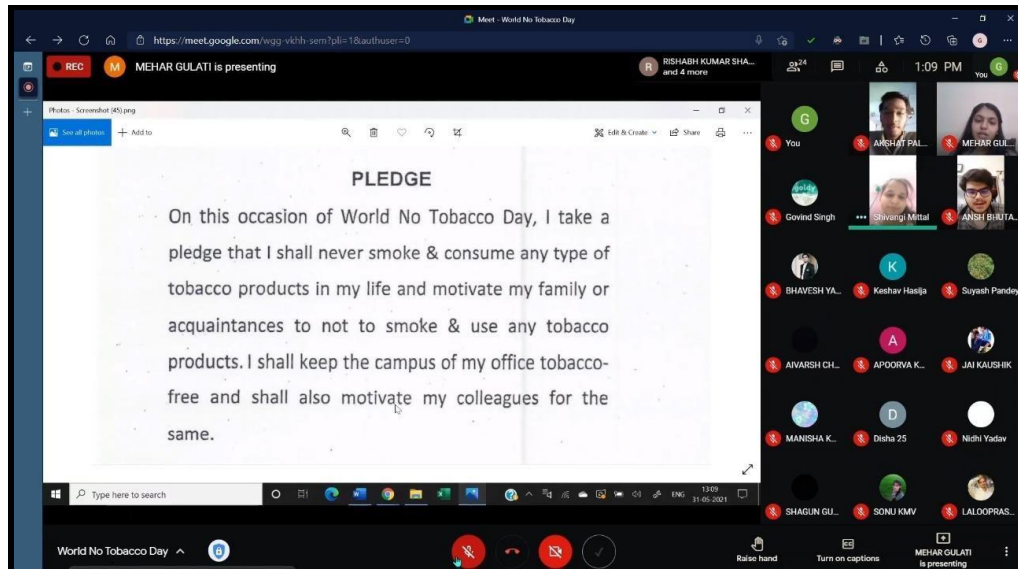 Meet - World No Tobacco Day
https://meet.google.com/wgg-vkhh-sem?pli=1&authuser=0
REC M MEHAR GULATI is presenting
R RISHABH KUMAR SHA...
and 4 more
24
1:09 PM
You G
Photos - Screenshot (45).png
See all photos + Add to
Edit & Create Share
PLEDGE
On this occasion of World No Tobacco Day, I take a
pledge that I shall never smoke & consume any type of
tobacco products in my life and motivate my family or
acquaintances to not to smoke & use any tobacco
products. I shall keep the campus of my office tobacco-
free and shall also motivate my colleagues for the
same.
Type here to search
ENG
13:09
31-05-2021
G
You
AKSHAT PAL...
MEHAR GUL...
goldy
Govind Singh
Shivangi Mittal
ANSH BHUTA...
BHAVESH YA...
K
Keshav Hasija
Suyash Pandey
AIVARSH CH...
A
APOORVA K...
JAI KAUSHIK
MANISHA K...
D
Disha 25
Nidhi Yadav
SHAGUN GU...
SONU KMV
LALOOPRAS...
World No Tobacco Day
Raise hand
Turn on captions
MEHAR GULATI
is presenting